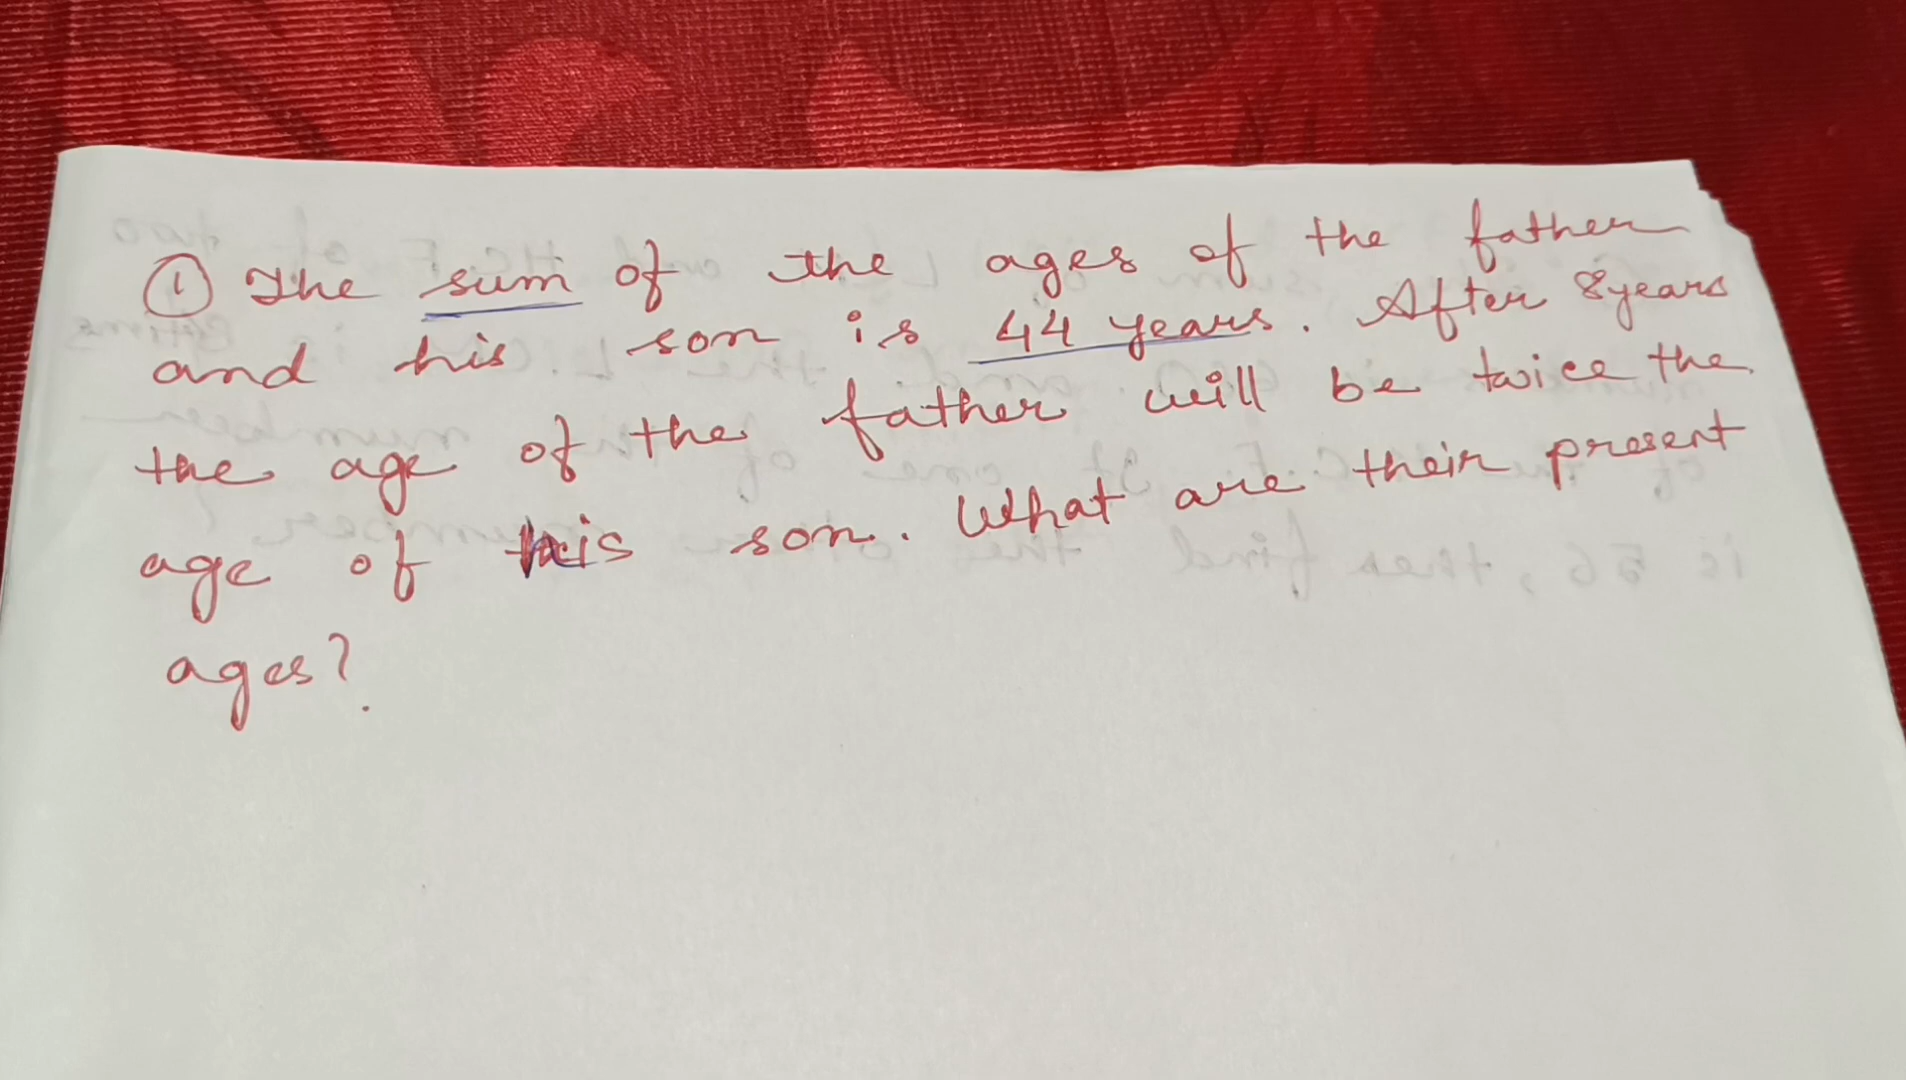 ① The sum of the ages of the father
and his son is 44 years. After 8years
the age of the father will be twice the
age of his son. What are their present
ages?